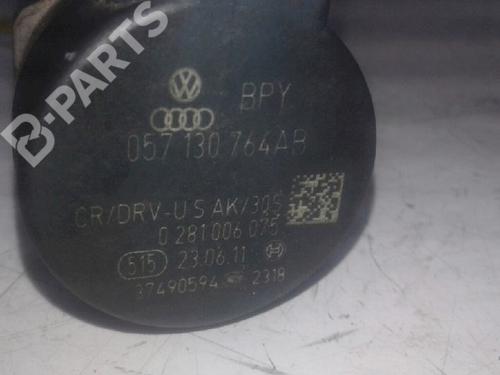 B-PARTS
BPY
057 130 764AB
CR/DRV-U S AK/30S
0 281 006 075
515 23.06.11
37490594 2318